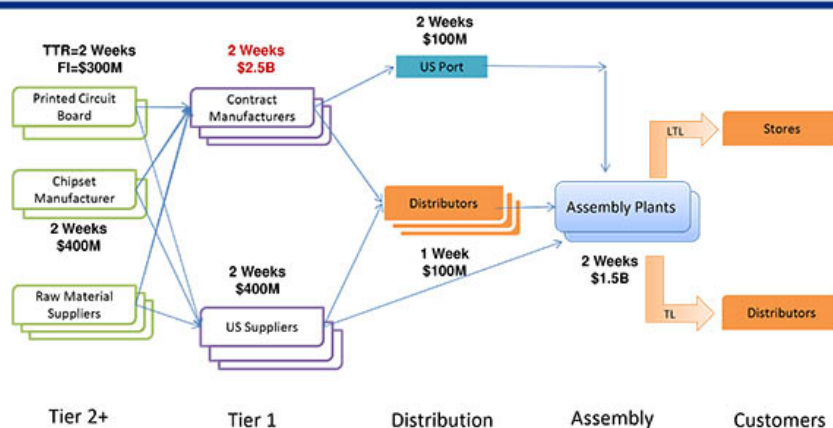 TTR=2 Weeks
FI=$300M
Printed Circuit
Board
Chipset
Manufacturer
2 Weeks
$400M
Raw Material
Suppliers
2 Weeks
$2.5B
Contract
Manufacturers
2 Weeks
$400M
US Suppliers
2 Weeks
$100M
US Port
Distributors
1 Week
$100M
Assembly Plants
2 Weeks
$1.5B
LTL
Stores
TL
Distributors
Tier 2+
Tier 1
Distribution
Assembly
Customers